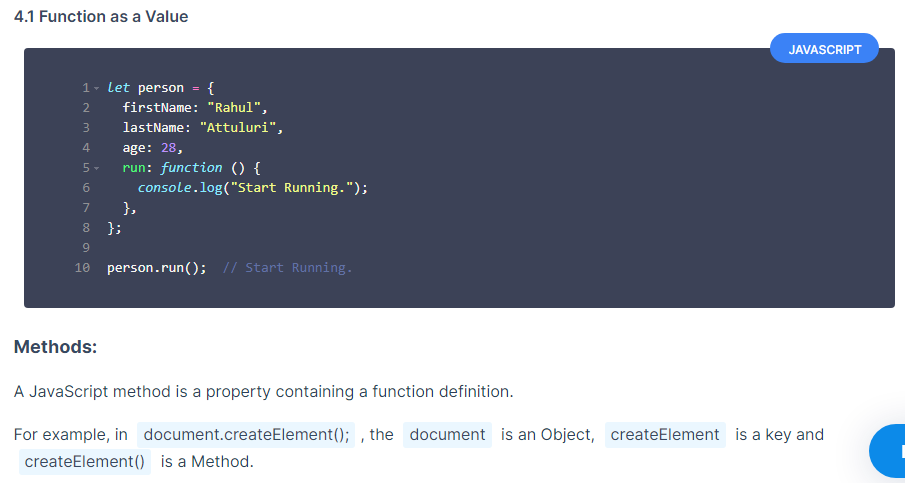 4.1 Function as a Value
JAVASCRIPT
1 let person = {
2 firstName: "Rahul",
3 lastName: "Attuluri",
4 age: 28,
5 run: function () {
6 console.log("Start Running.");
7 },
8 };
9
10 person.run(); // Start Running.
Methods:
A JavaScript method is a property containing a function definition.
For example, in document.createElement(); , the document is an Object, createElement is a key and
createElement() is a Method.